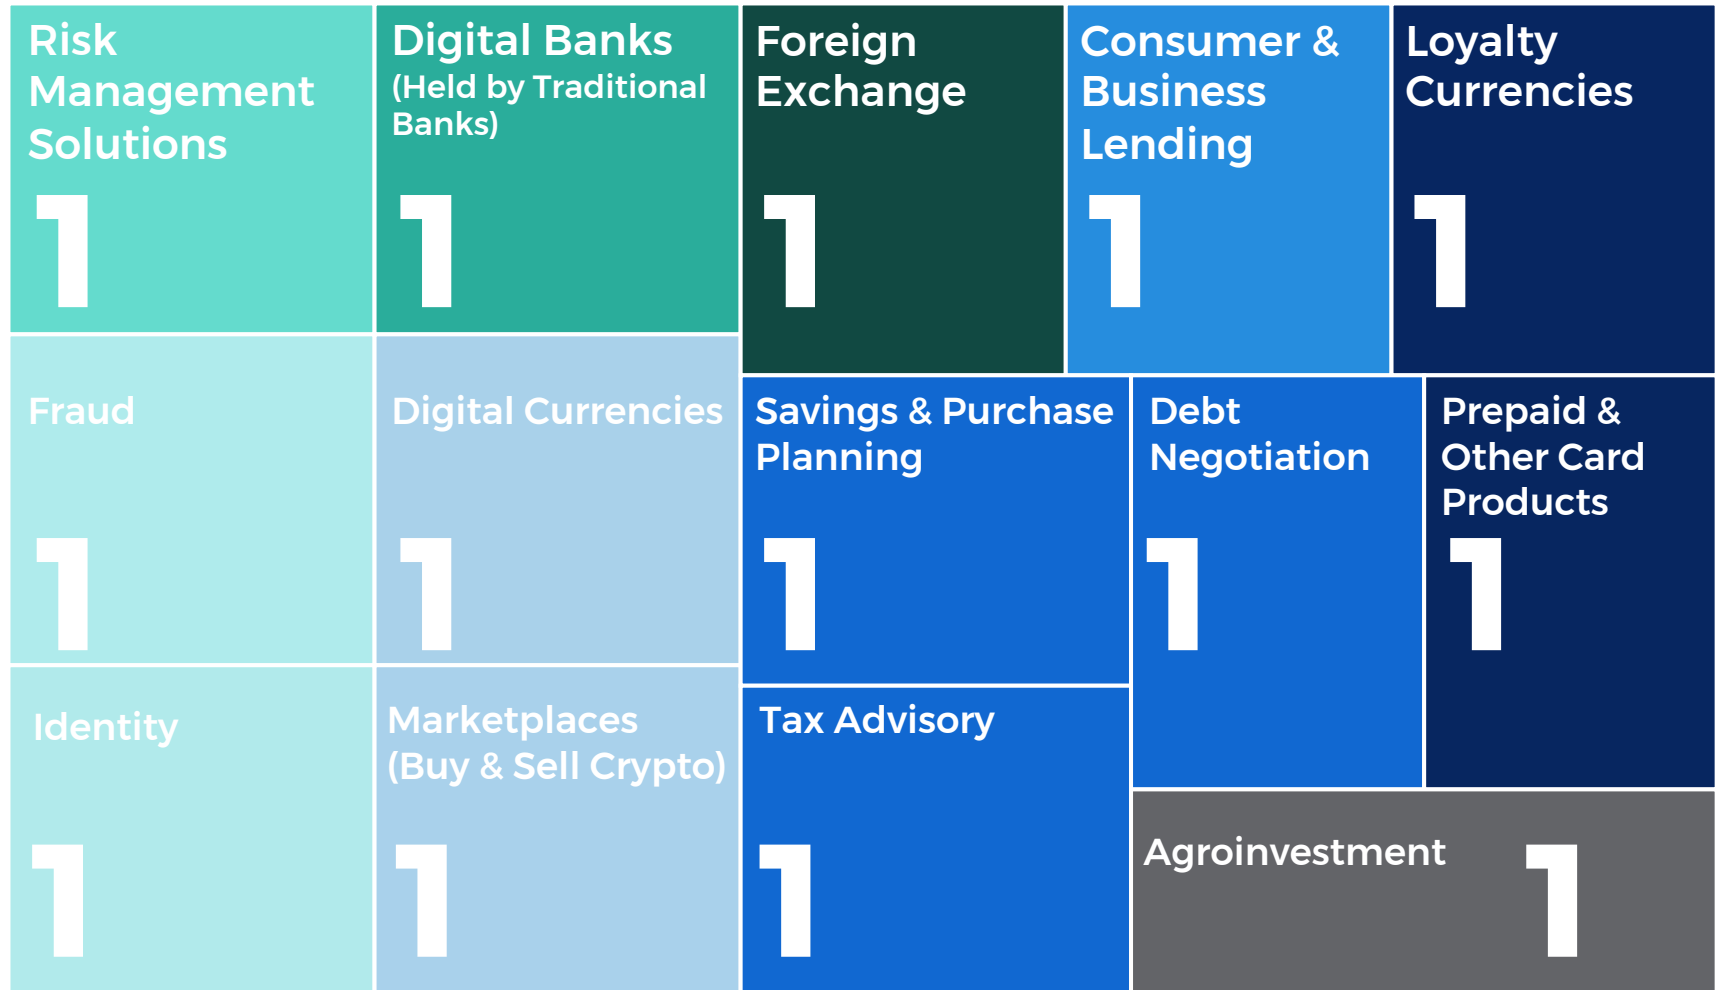 Risk
Management
Solutions
1
Digital Banks
(Held by Traditional
Banks)
1
Foreign
Exchange
1
Consumer &
Business
Lending
1
Loyalty
Currencies
1
Fraud
1
Digital Currencies
1
Savings & Purchase
Planning
1
Debt
Negotiation
1
Prepaid &
Other Card
Products
1
Identity
1
Marketplaces
(Buy & Sell Crypto)
1
Tax Advisory
1
Agroinvestment 1